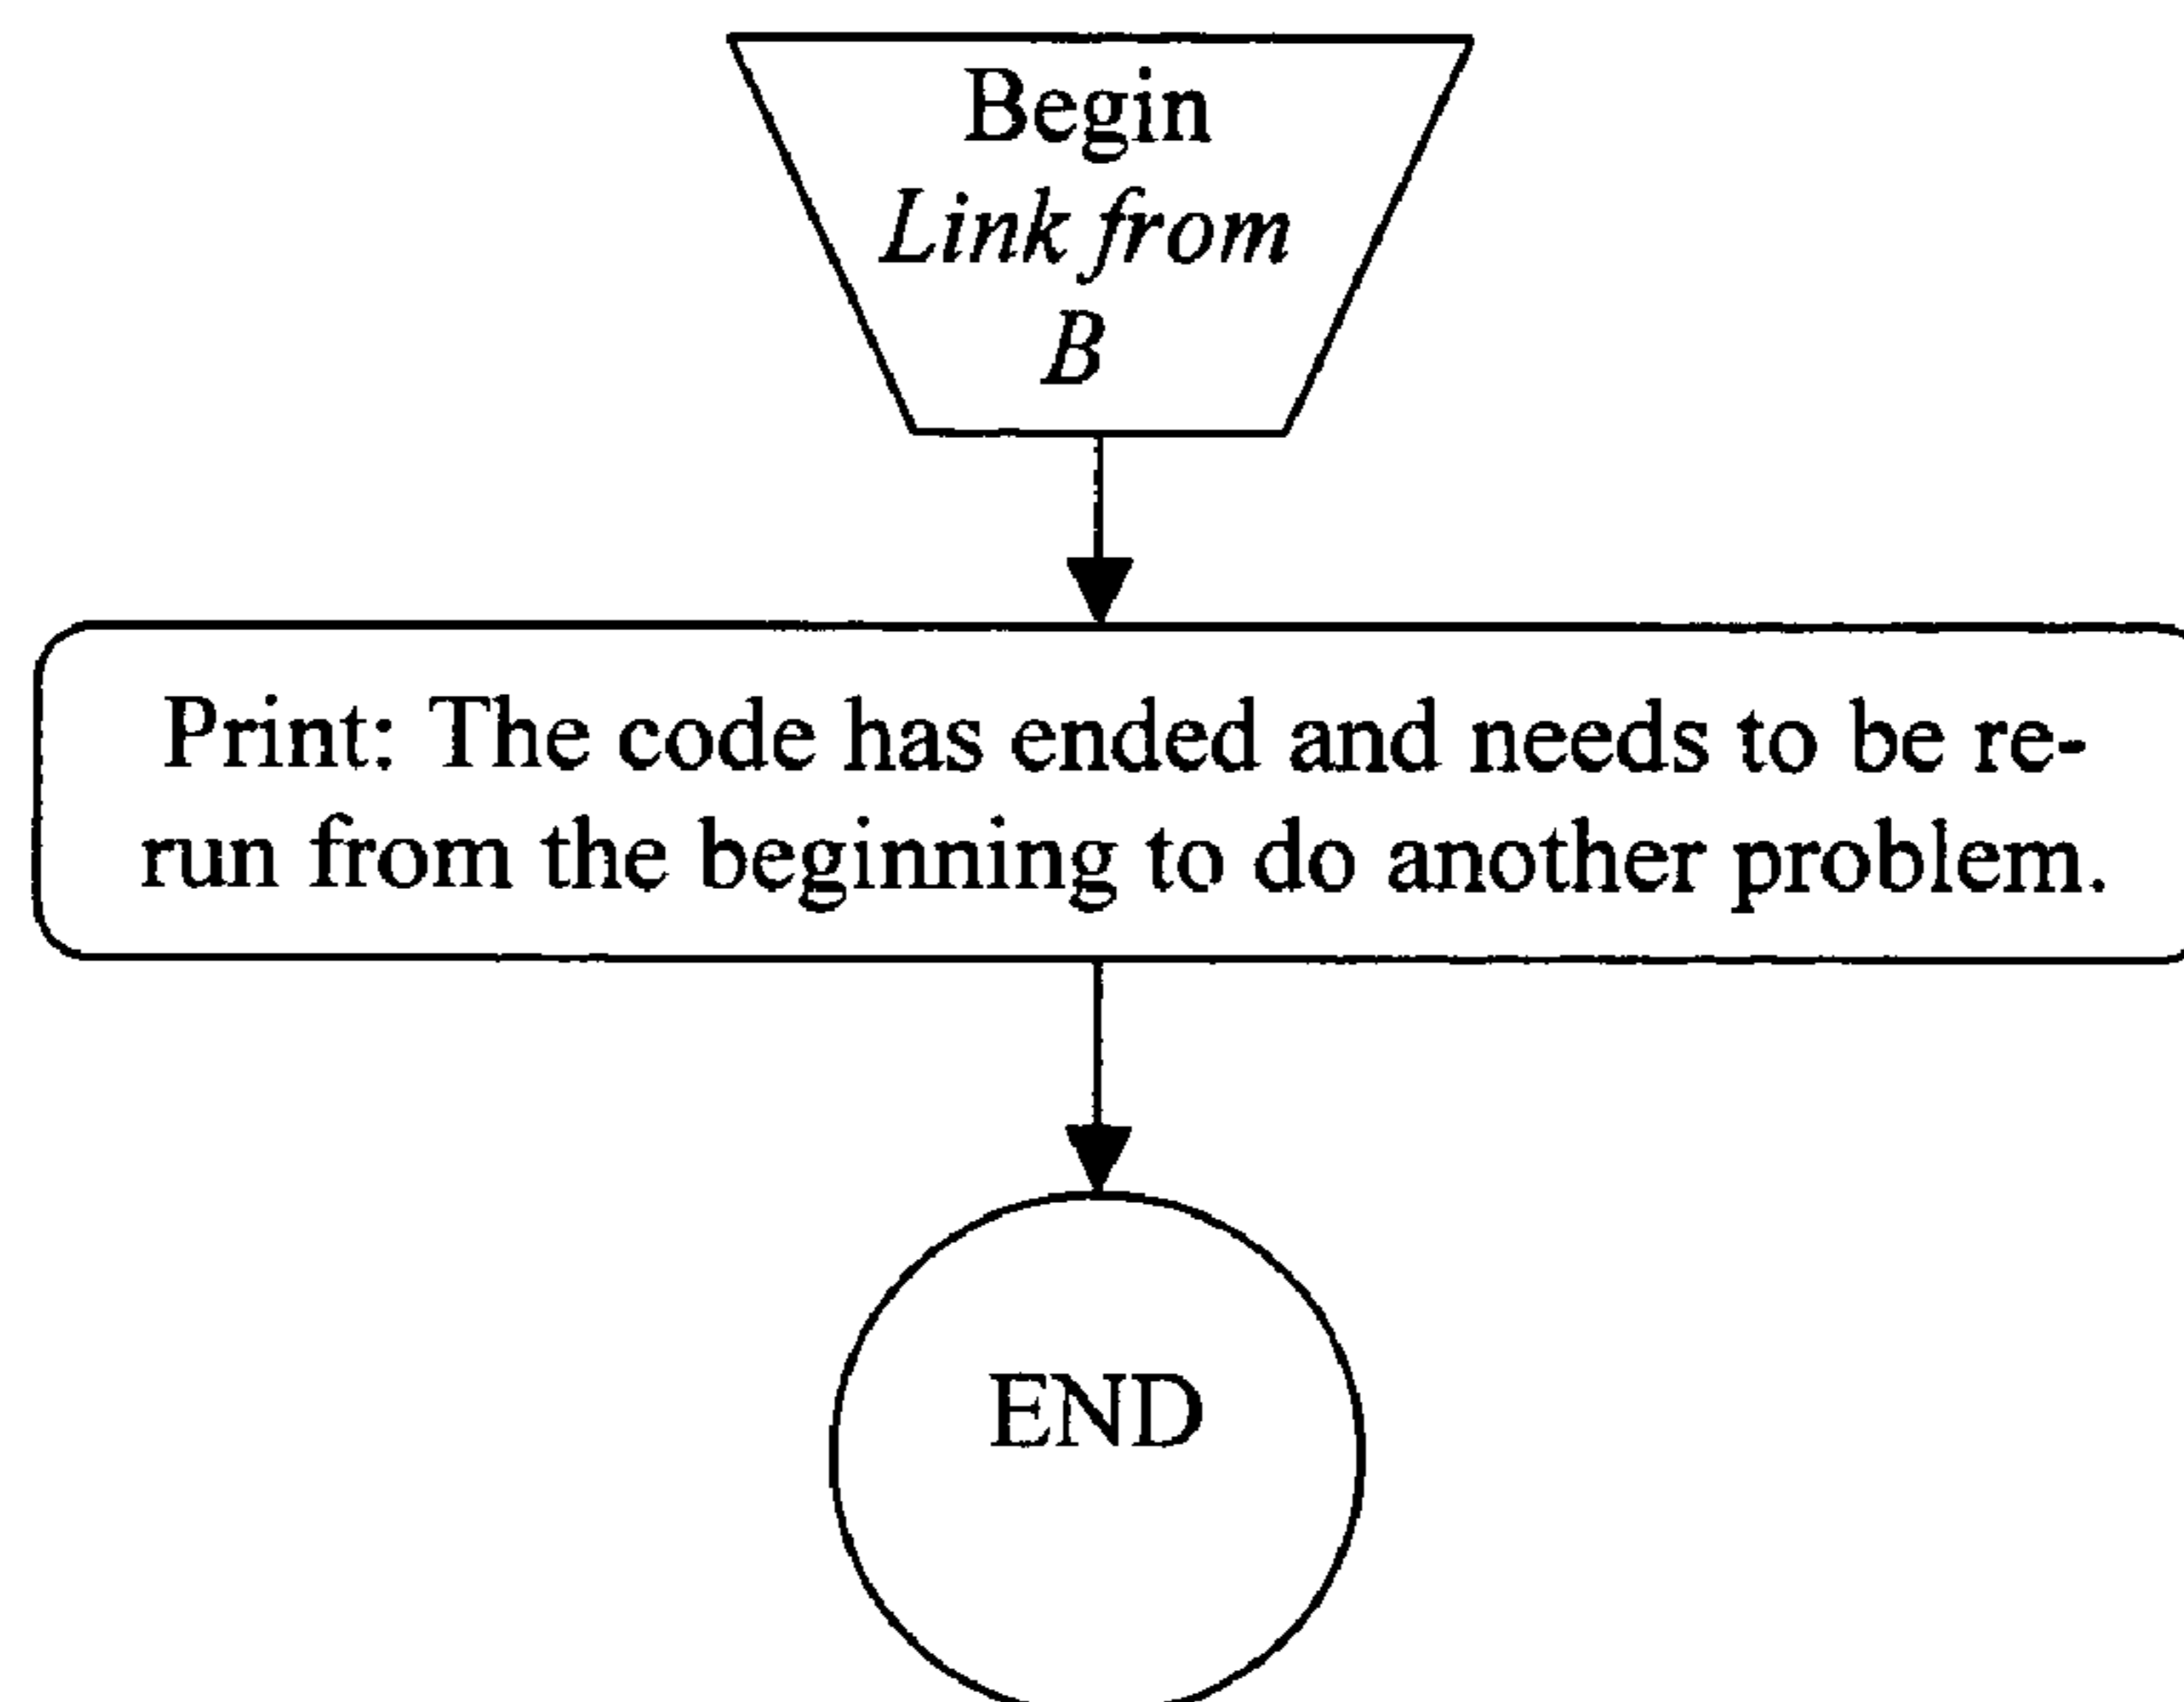 Begin
Link from
B
Print: The code has ended and needs to be re-
run from the beginning to do another problem.
END